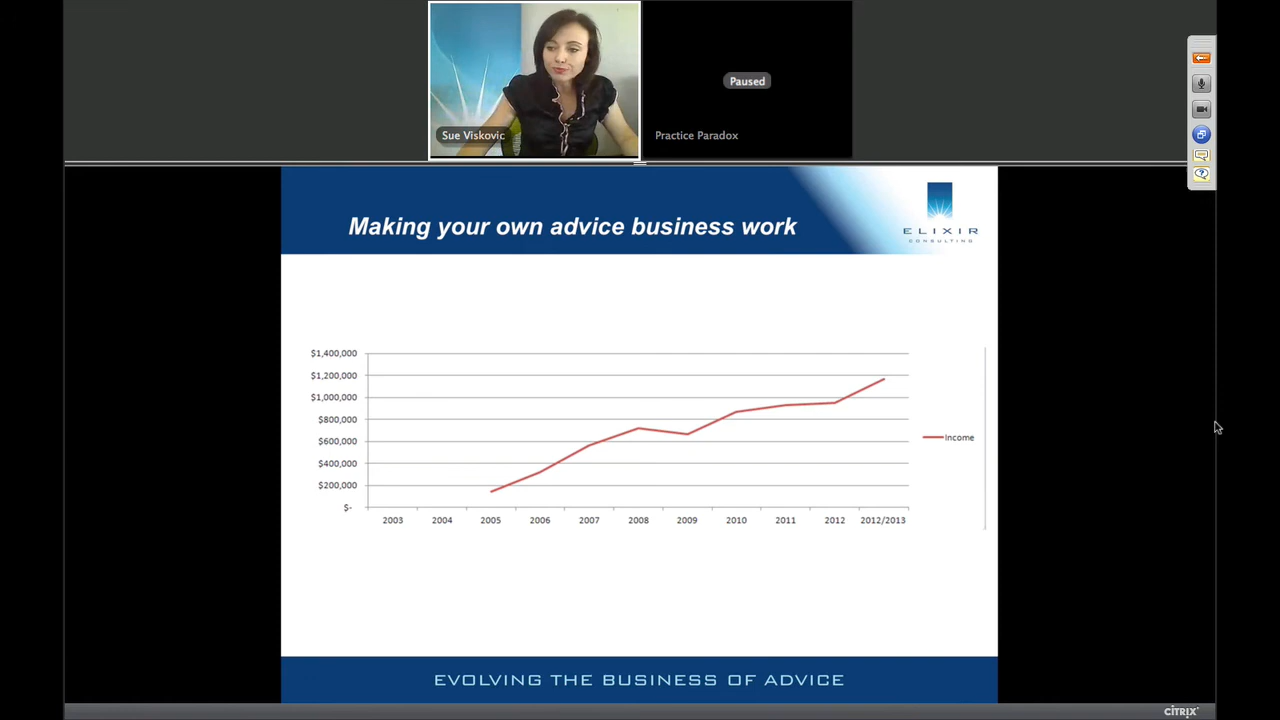 Paused
Sue Viskovic
Practice Paradox
Making your own advice business work
ELIXIR
CONSULTING
$1,400,000
$1,200,000
$1,000,000
$800,000
$600,000
$400,000
$200,000
$-
2003 2004 2005 2006 2007 2008 2009 2010 2011 2012 2012/2013
Income
EVOLVING THE BUSINESS OF ADVICE
CITRIX